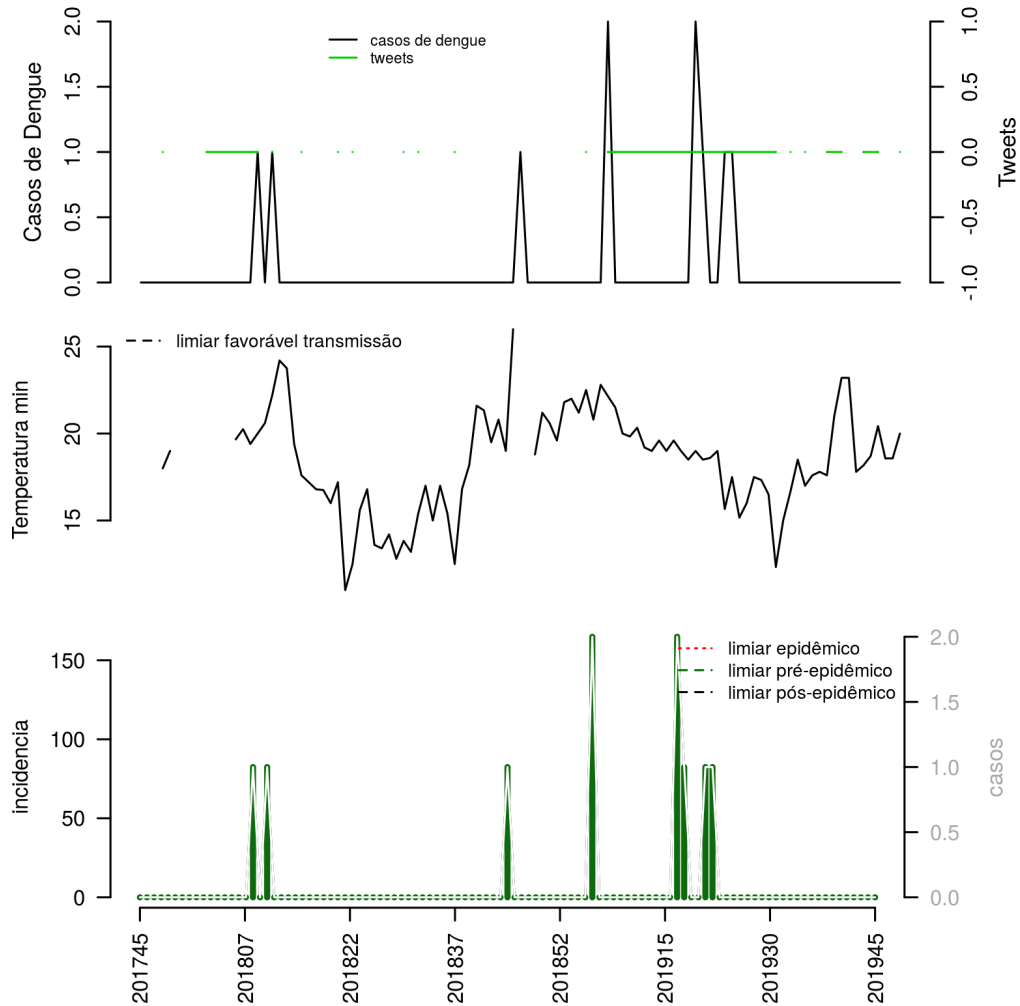 casos de dengue
tweets
Casos de Dengue
0.0 0.5 1.0 1.5 2.0
Tweets
-1.0 -0.5 0.0 0.5 1.0
limiar favorável transmissão
Temperatura min
15 20 25
limiar epidêmico
limiar pré-epidêmico
limiar pós-epidêmico
incidencia
150
100
50
0
casos
2.0
1.5
1.0
0.5
0.0
201745 201807 201822 201837 201852 201915 201930 201945